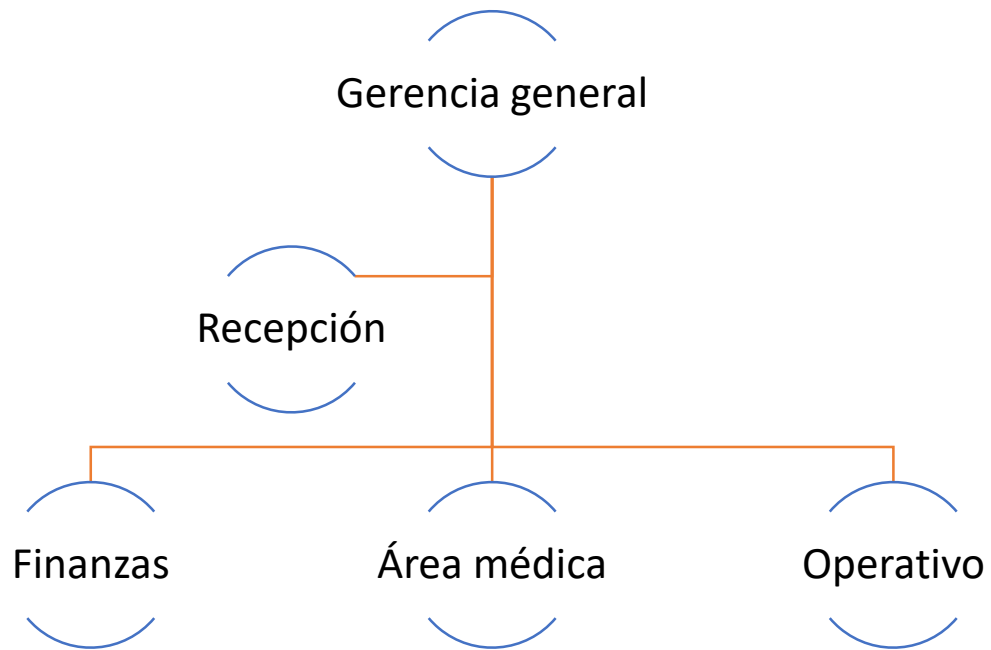 Gerencia general
Recepción
Finanzas
Área médica
Operativo